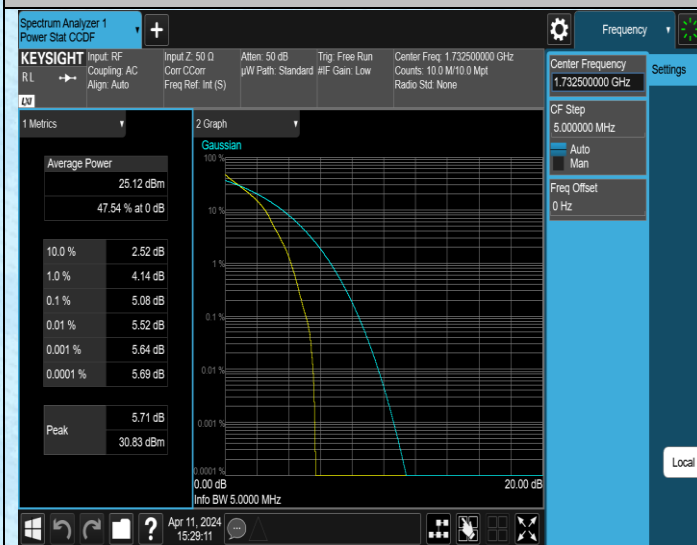 Spectrum Analyzer 1
Power Stat CCDF
Frequency
KEYSIGHT
RL
LXI
Input: RF
Coupling: AC
Align: Auto
Input Z: 50 Ω
Corr CCorr
Freq Ref: Int (S)
Atten: 50 dB
µW Path: Standard
Trig: Free Run
#IF Gain: Low
Center Freq: 1.732500000 GHz
Counts: 10.0 M/10.0 Mpt
Radio Std: None
Center Frequency
1.732500000 GHz
Settings
CF Step
5.000000 MHz
Auto
Man
Freq Offset
0 Hz
1 Metrics
Average Power
25.12 dBm
47.54 % at 0 dB
10.0 % 2.52 dB
1.0 % 4.14 dB
0.1 % 5.08 dB
0.01 % 5.52 dB
0.001 % 5.64 dB
0.0001 % 5.69 dB
Peak
5.71 dB
30.83 dBm
2 Graph
Gaussian
100 %
10 %
1 %
0.1 %
0.01 %
0.001 %
0.0001 %
0.00 dB 20.00 dB
Info BW 5.0000 MHz
Local
? Apr 11, 2024
15:29:11